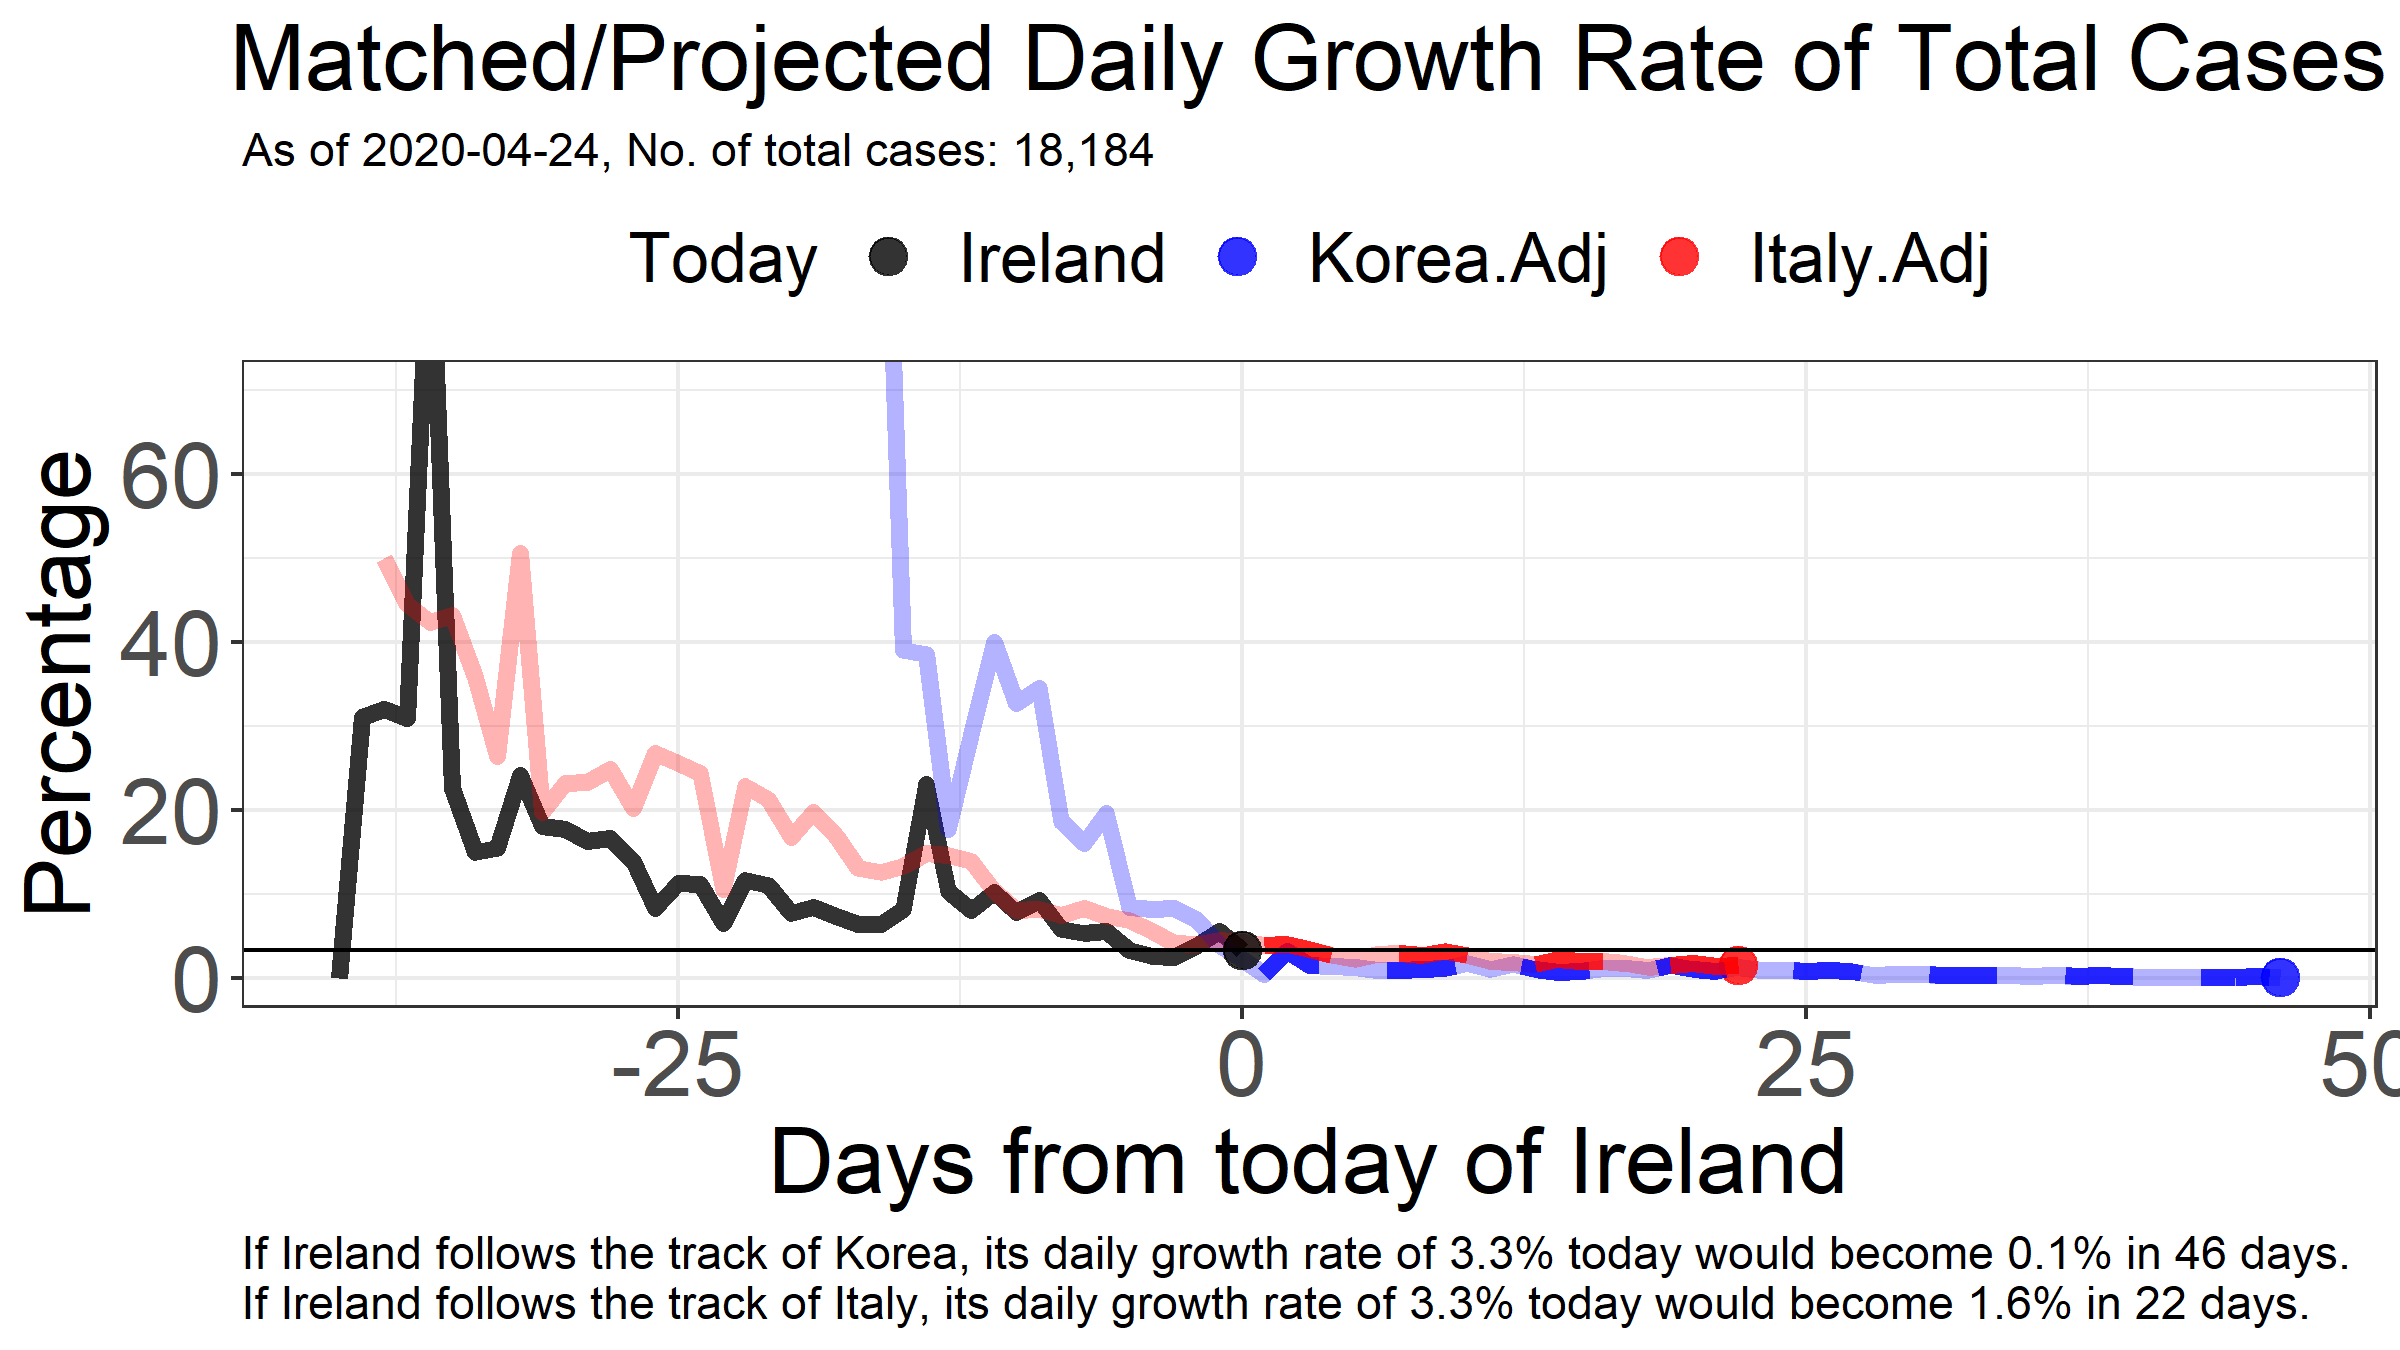 Matched/Projected Daily Growth Rate of Total Cases
As of 2020-04-24, No. of total cases: 18,184
Today Ireland Korea.Adj Italy.Adj
Percentage
60
40
20
0
-25 0 25 50
Days from today of Ireland
If Ireland follows the track of Korea, its daily growth rate of 3.3% today would become 0.1% in 46 days.
If Ireland follows the track of Italy, its daily growth rate of 3.3% today would become 1.6% in 22 days.